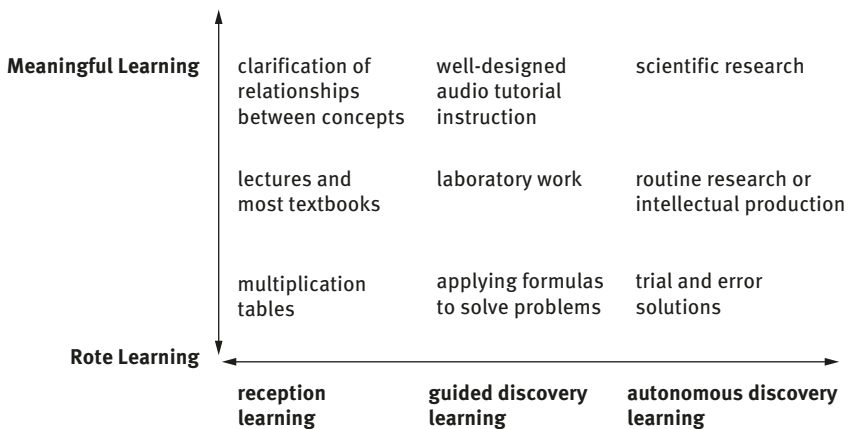 Meaningful Learning
clarification of
relationships
between concepts
well-designed
audio tutorial
instruction
scientific research
lectures and
most textbooks
laboratory work
routine research or
intellectual production
multiplication
tables
applying formulas
to solve problems
trial and error
solutions
Rote Learning
reception
learning
guided discovery
learning
autonomous discovery
learning